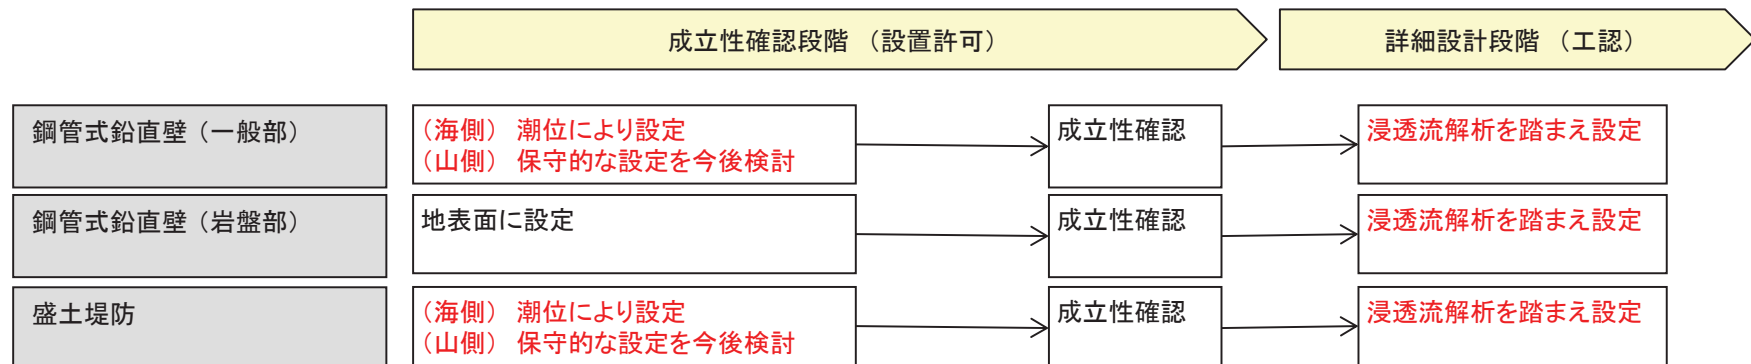 成立性確認段階 （設置許可）
詳細設計段階 （工認）
鋼管式鉛直壁（一般部）
（海側） 潮位により設定
（山側） 保守的な設定を今後検討
成立性確認
浸透流解析を踏まえ設定
鋼管式鉛直壁（岩盤部）
地表面に設定
成立性確認
浸透流解析を踏まえ設定
盛土堤防
（海側） 潮位により設定
（山側） 保守的な設定を今後検討
成立性確認
浸透流解析を踏まえ設定